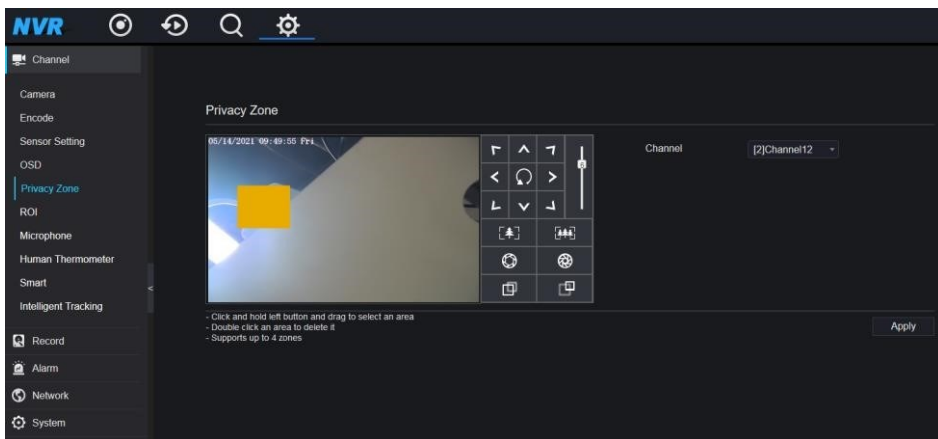 NVR
Channel
Camera
Encode
Sensor Setting
OSD
Privacy Zone
ROI
Microphone
Human Thermometer
Smart
Intelligent Tracking
Record
Alarm
Network
System
Privacy Zone
05/14/2021 09:49:55 Fri
6
Channel
[2]Channel12
- Click and hold left button and drag to select an area
- Double click an area to delete it
- Supports up to 4 zones
Apply